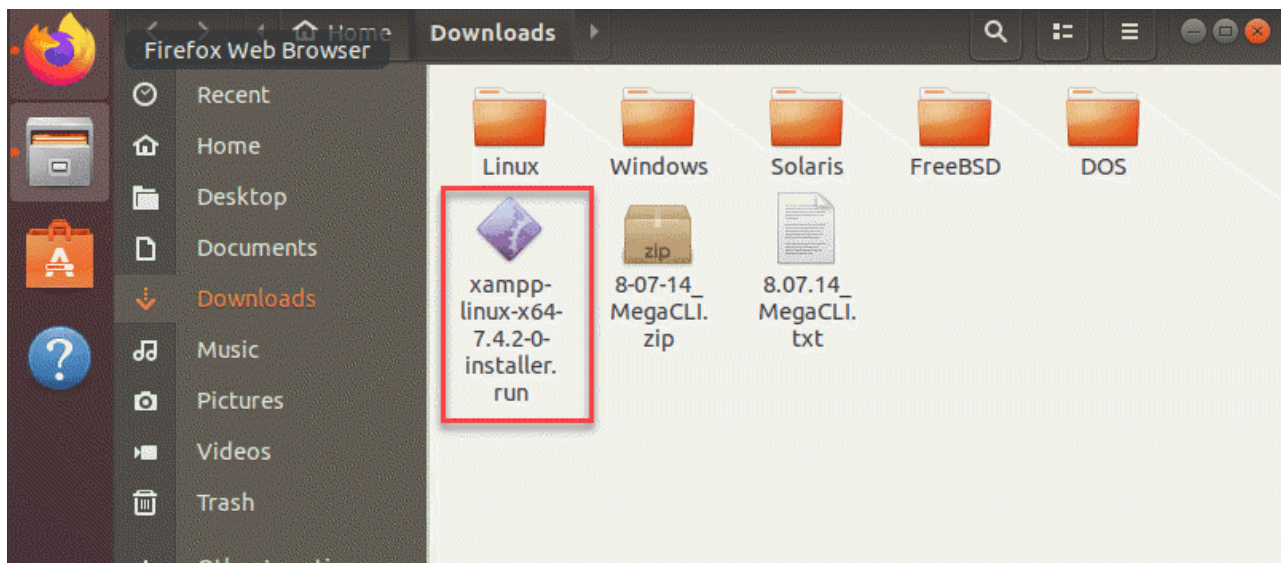 Home
Downloads
Firefox Web Browser
Recent
Home
Desktop
Documents
Downloads
Music
Pictures
Videos
Trash
Linux
Windows
Solaris
FreeBSD
DOS
xampp-
linux-x64-
7.4.2-0-
installer.
run
zip
8-07-14_
MegaCLI.
zip
8.07.14_
MegaCLI.
txt